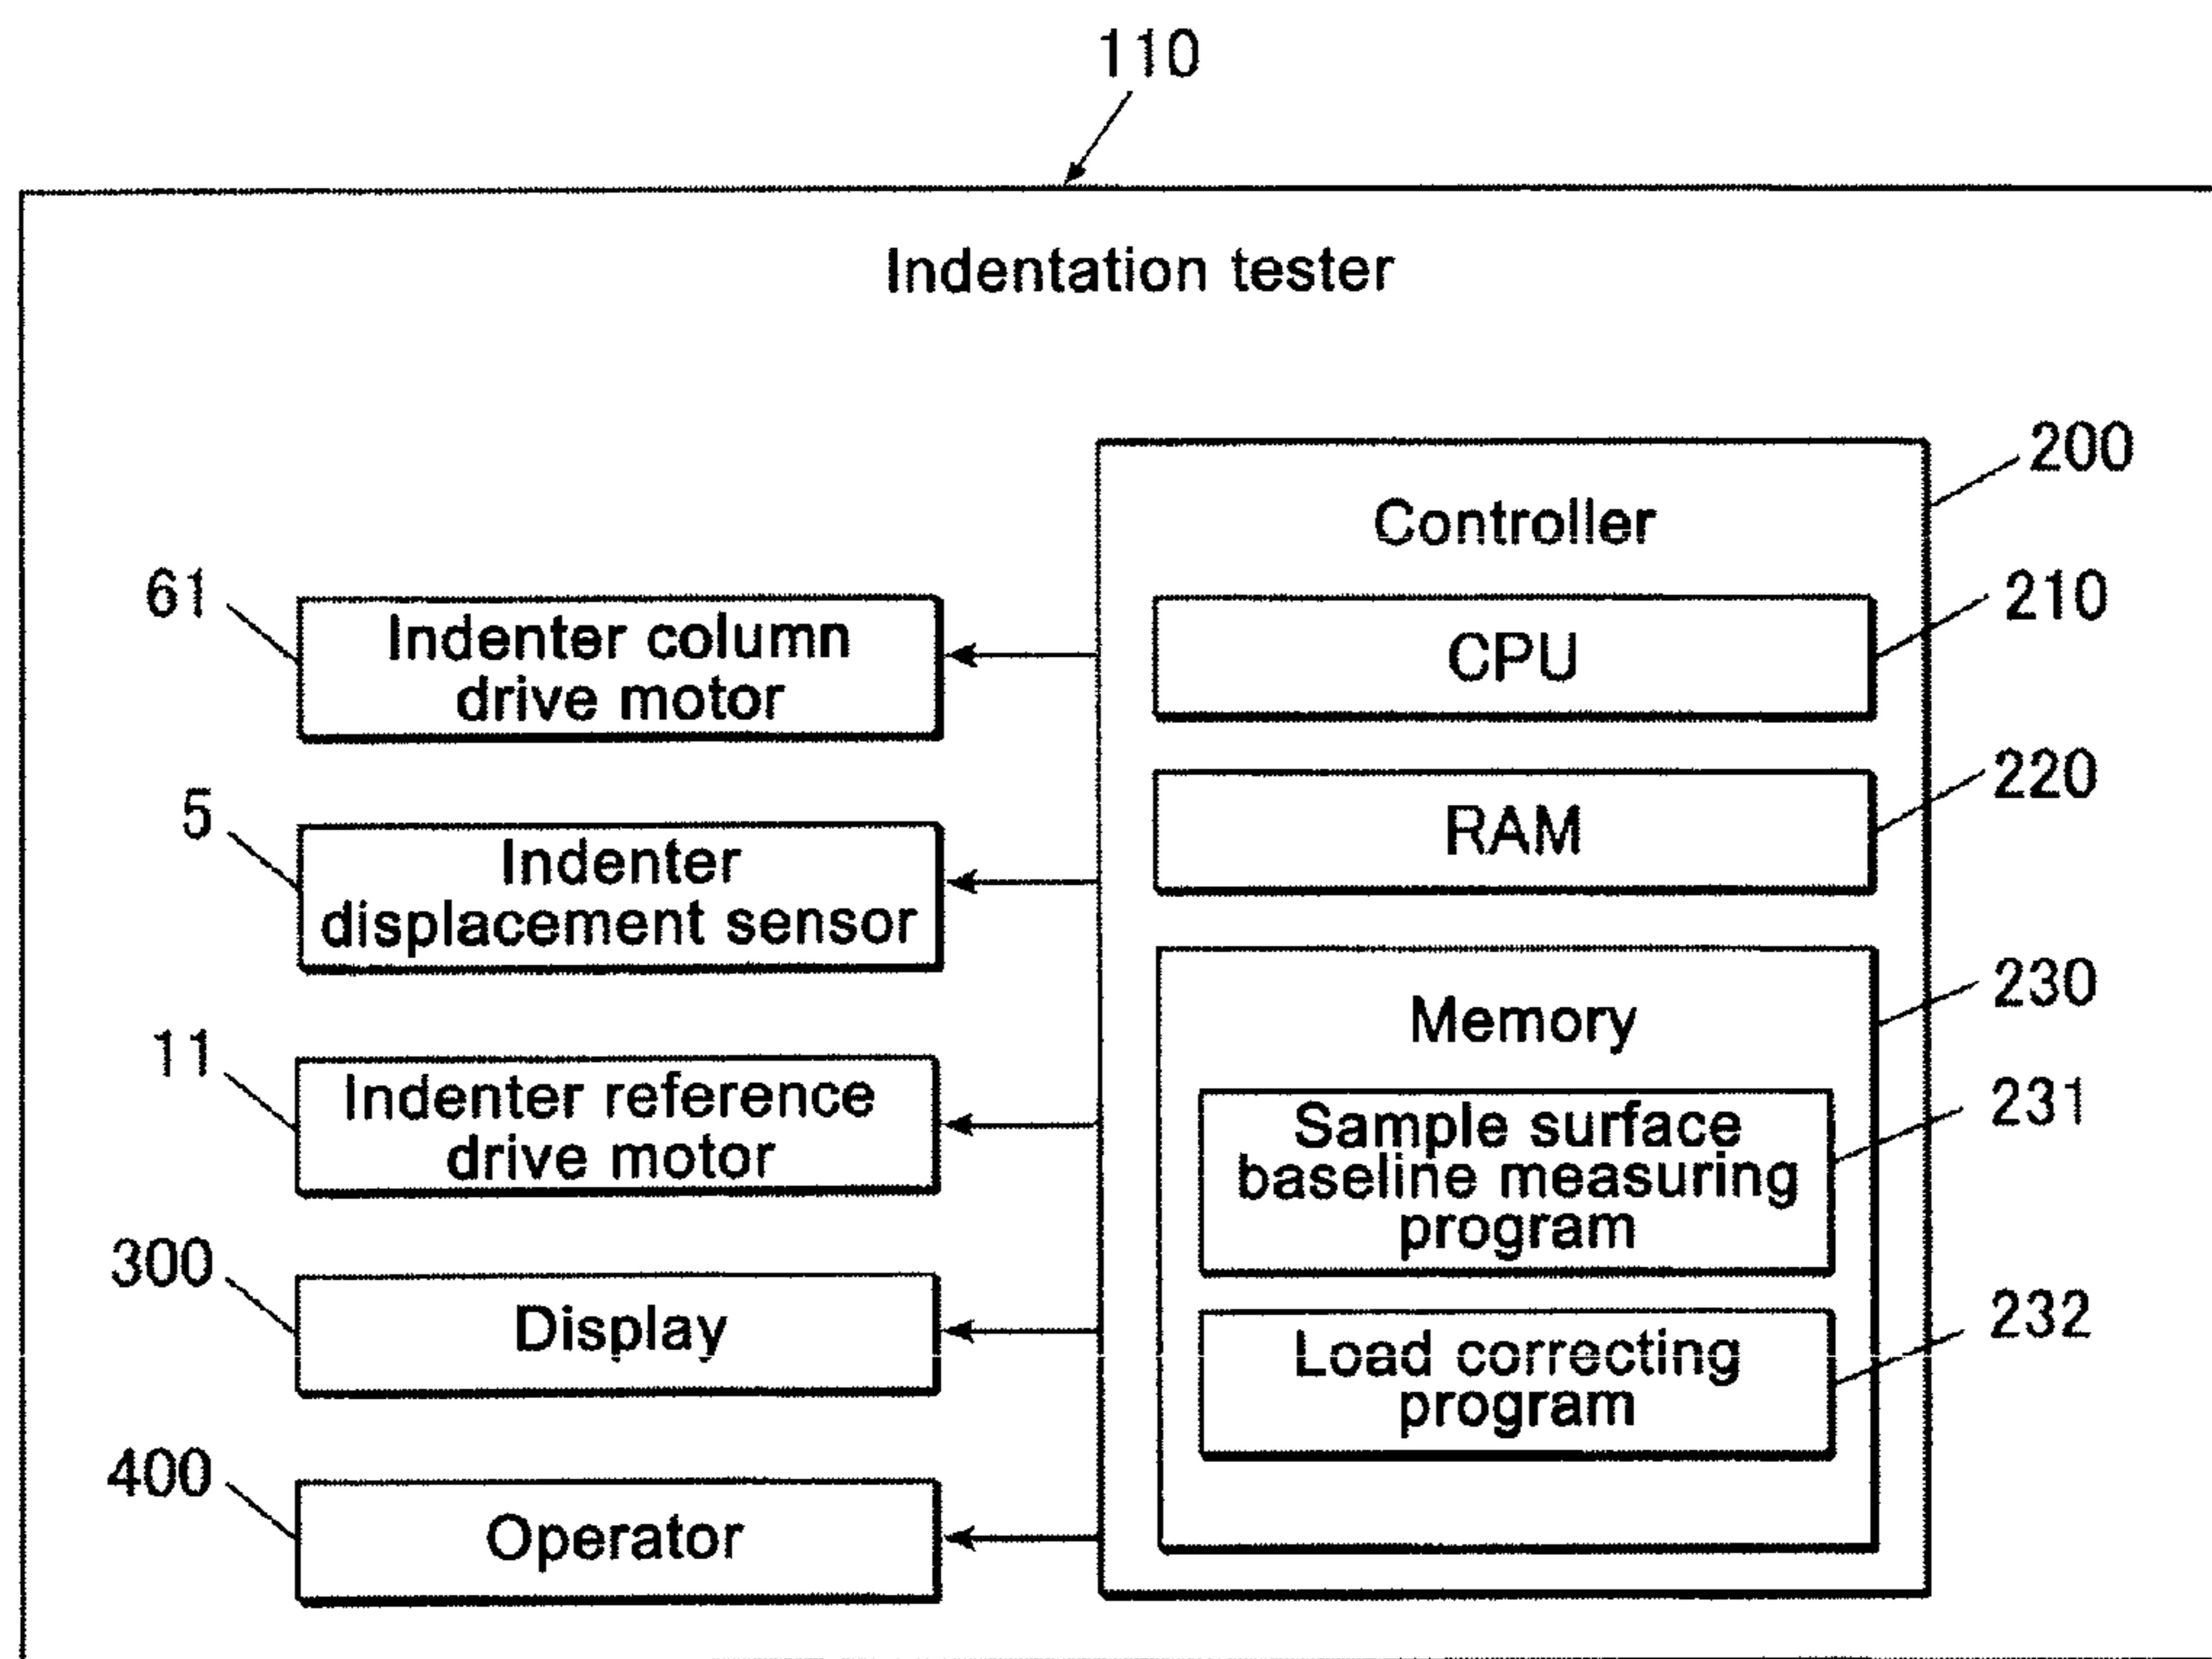 110
Indentation tester
200
Controller
61
Indenter column
drive motor
210
CPU
5
Indenter
displacement sensor
220
RAM
11
Indenter reference
drive motor
230
Memory
231
Sample surface
baseline measuring
program
300
Display
232
Load correcting
program
400
Operator